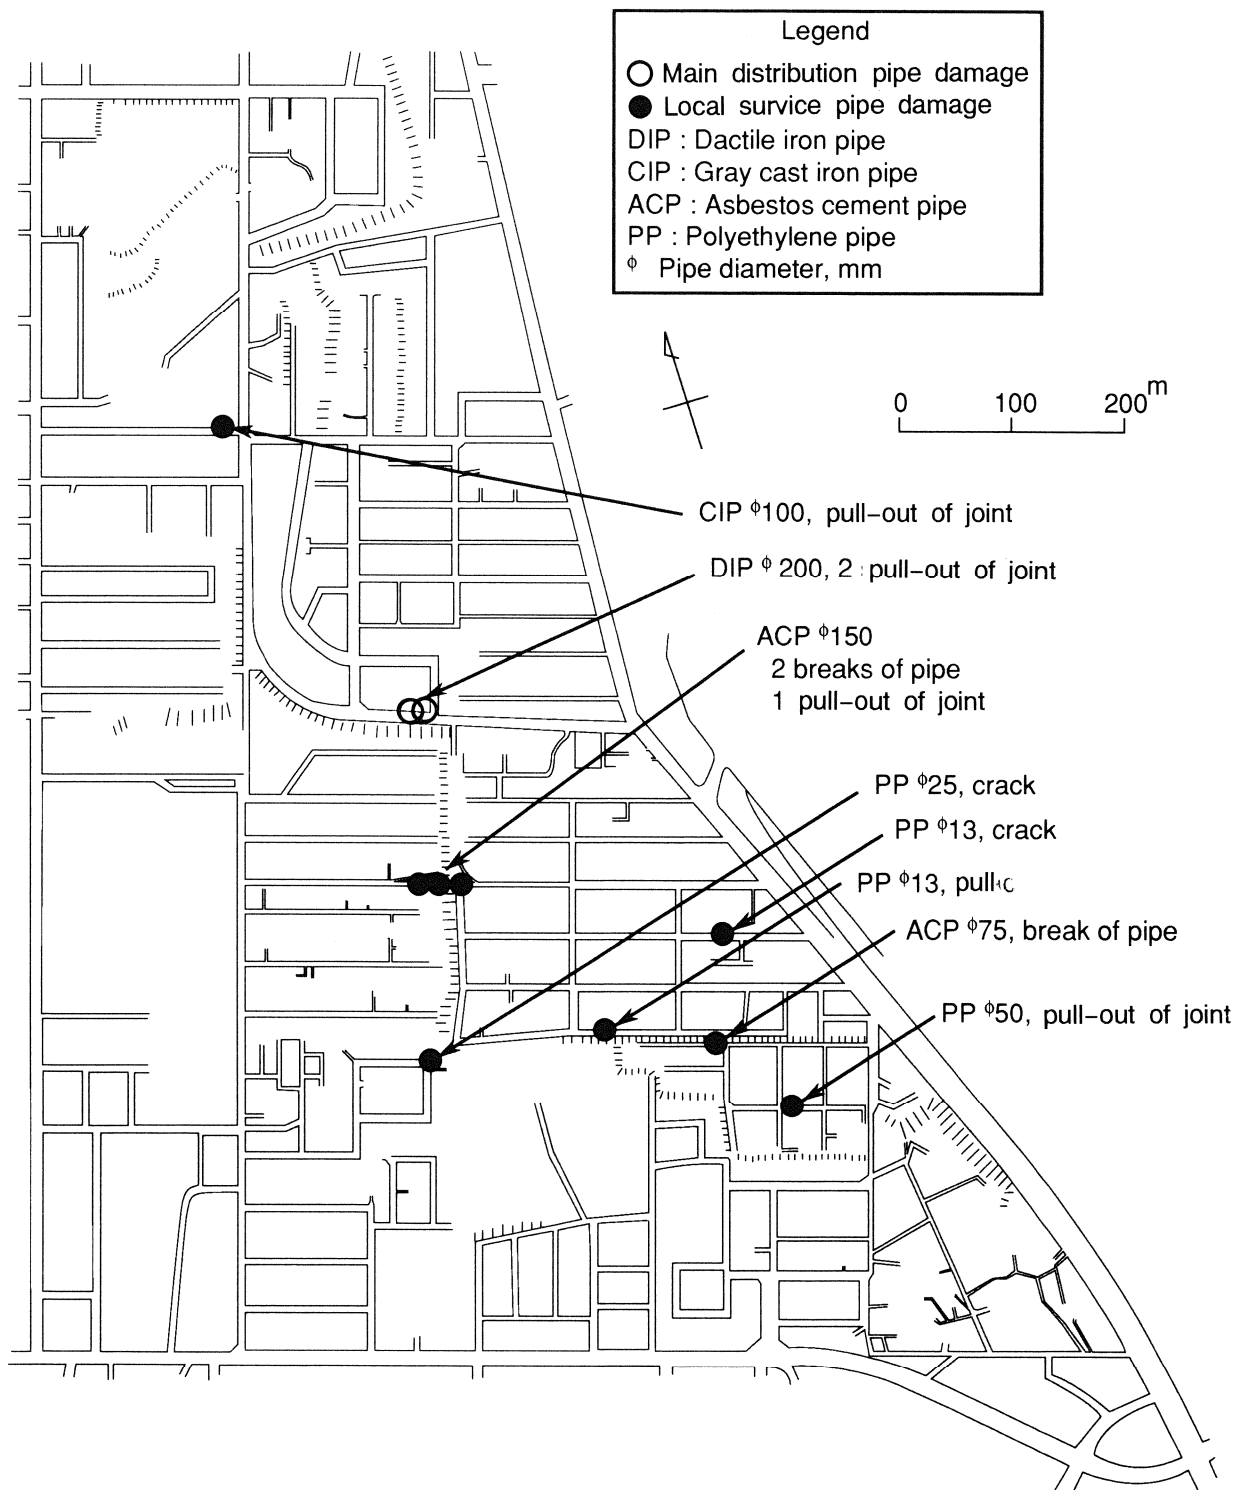 Legend
Main distribution pipe damage
Local survice pipe damage
DIP : Dactile iron pipe
CIP : Gray cast iron pipe
ACP : Asbestos cement pipe
PP : Polyethylene pipe
ϕ Pipe diameter, mm
0 100 200 m
CIP ϕ100, pull-out of joint
DIP ϕ 200, 2 pull-out of joint
ACP ϕ150
2 breaks of pipe
1 pull-out of joint
PP ϕ25, crack
PP ϕ13, crack
PP ϕ13,
ACP ϕ75, break of pipe
PP ϕ50, pull-out of joint